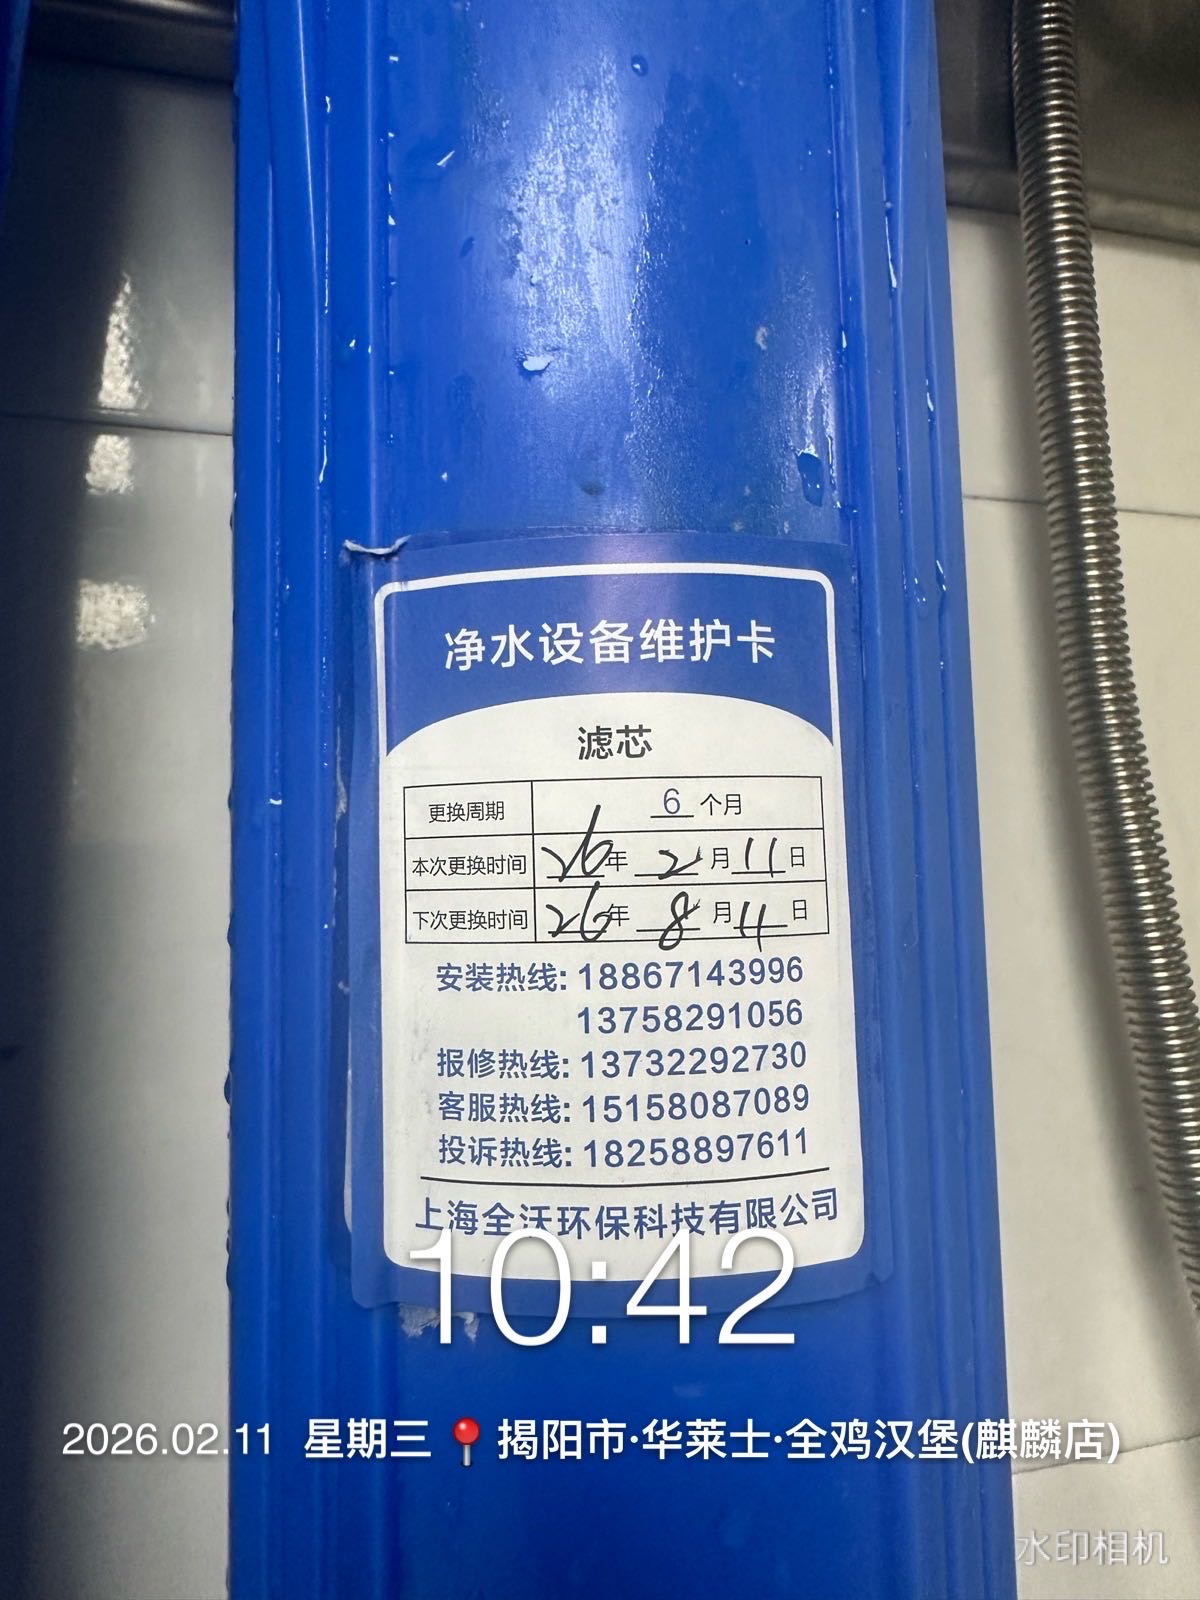 净水设备维护卡
滤芯
更换周期 6 个月
本次更换时间 26年 2月11日
下次更换时间 26年 8月11日
安装热线: 18867143996
13758291056
报修热线: 13732292730
客服热线: 15158087089
投诉热线: 18258897611
上海全沃环保科技有限公司
10:42
2026.02.11 星期三 📍揭阳市·华莱士·全鸡汉堡(麒麟店)
水印相机